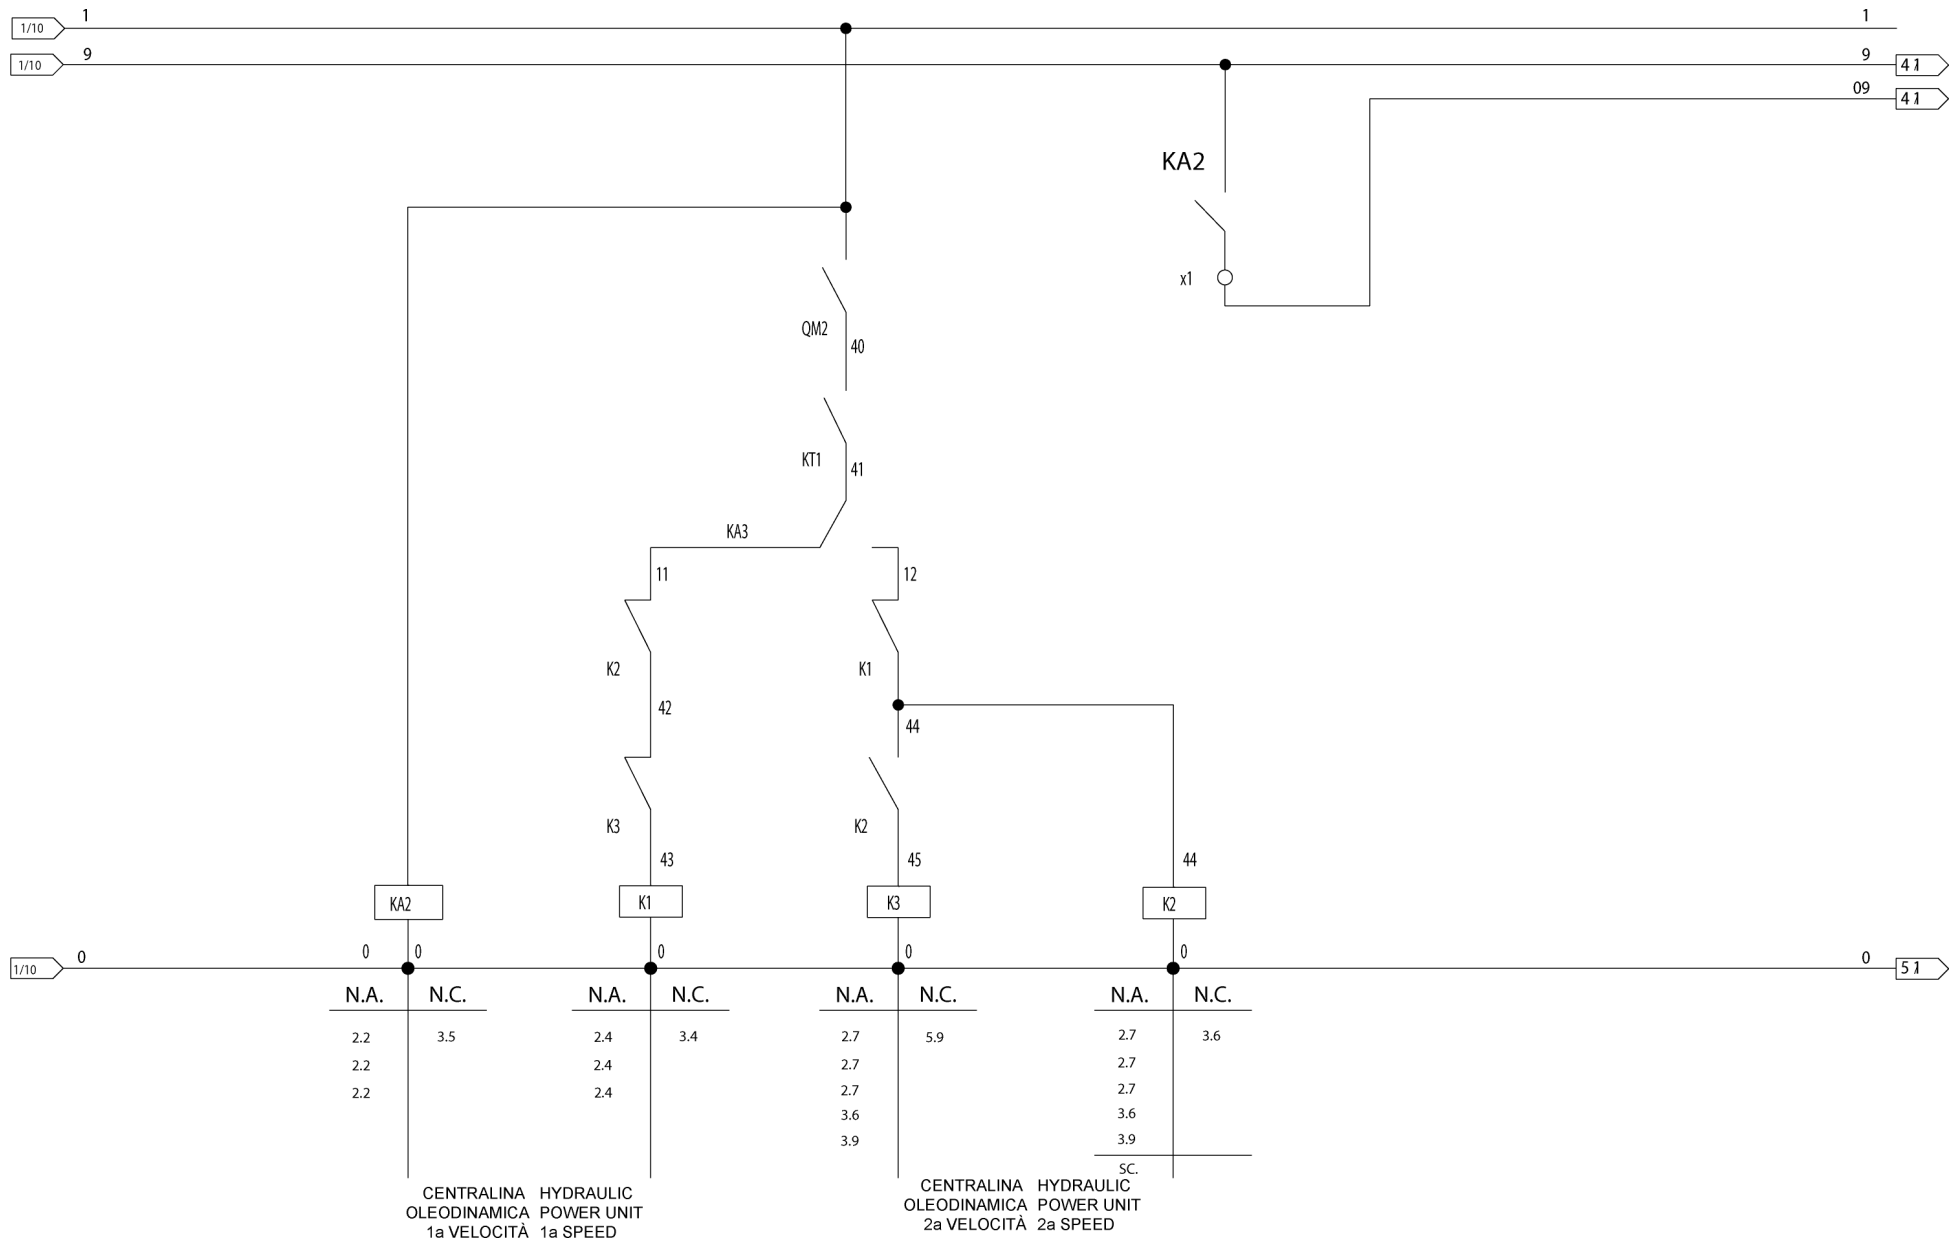 1/10 1 1
1/10 9 9 4 1
09 4 1
KA2
x1
QM2
40
KT1
41
KA3
11 12
K2 K1
42
44
K3 K2
43 45 44
KA2 K1 K3 K2
0 0 0 0 0
1/10 0 0 5 1
N.A. N.C. N.A. N.C. N.A. N.C. N.A. N.C.
2.2 3.5 2.4 3.4 2.7 5.9 2.7 3.6
2.2 2.4 2.7 2.7
2.2 2.4 2.7 2.7
3.6 3.6
3.9 3.9
SC.
CENTRALINA HYDRAULIC
OLEODINAMICA POWER UNIT
1a VELOCITÀ 1a SPEED
CENTRALINA HYDRAULIC
OLEODINAMICA POWER UNIT
2a VELOCITÀ 2a SPEED